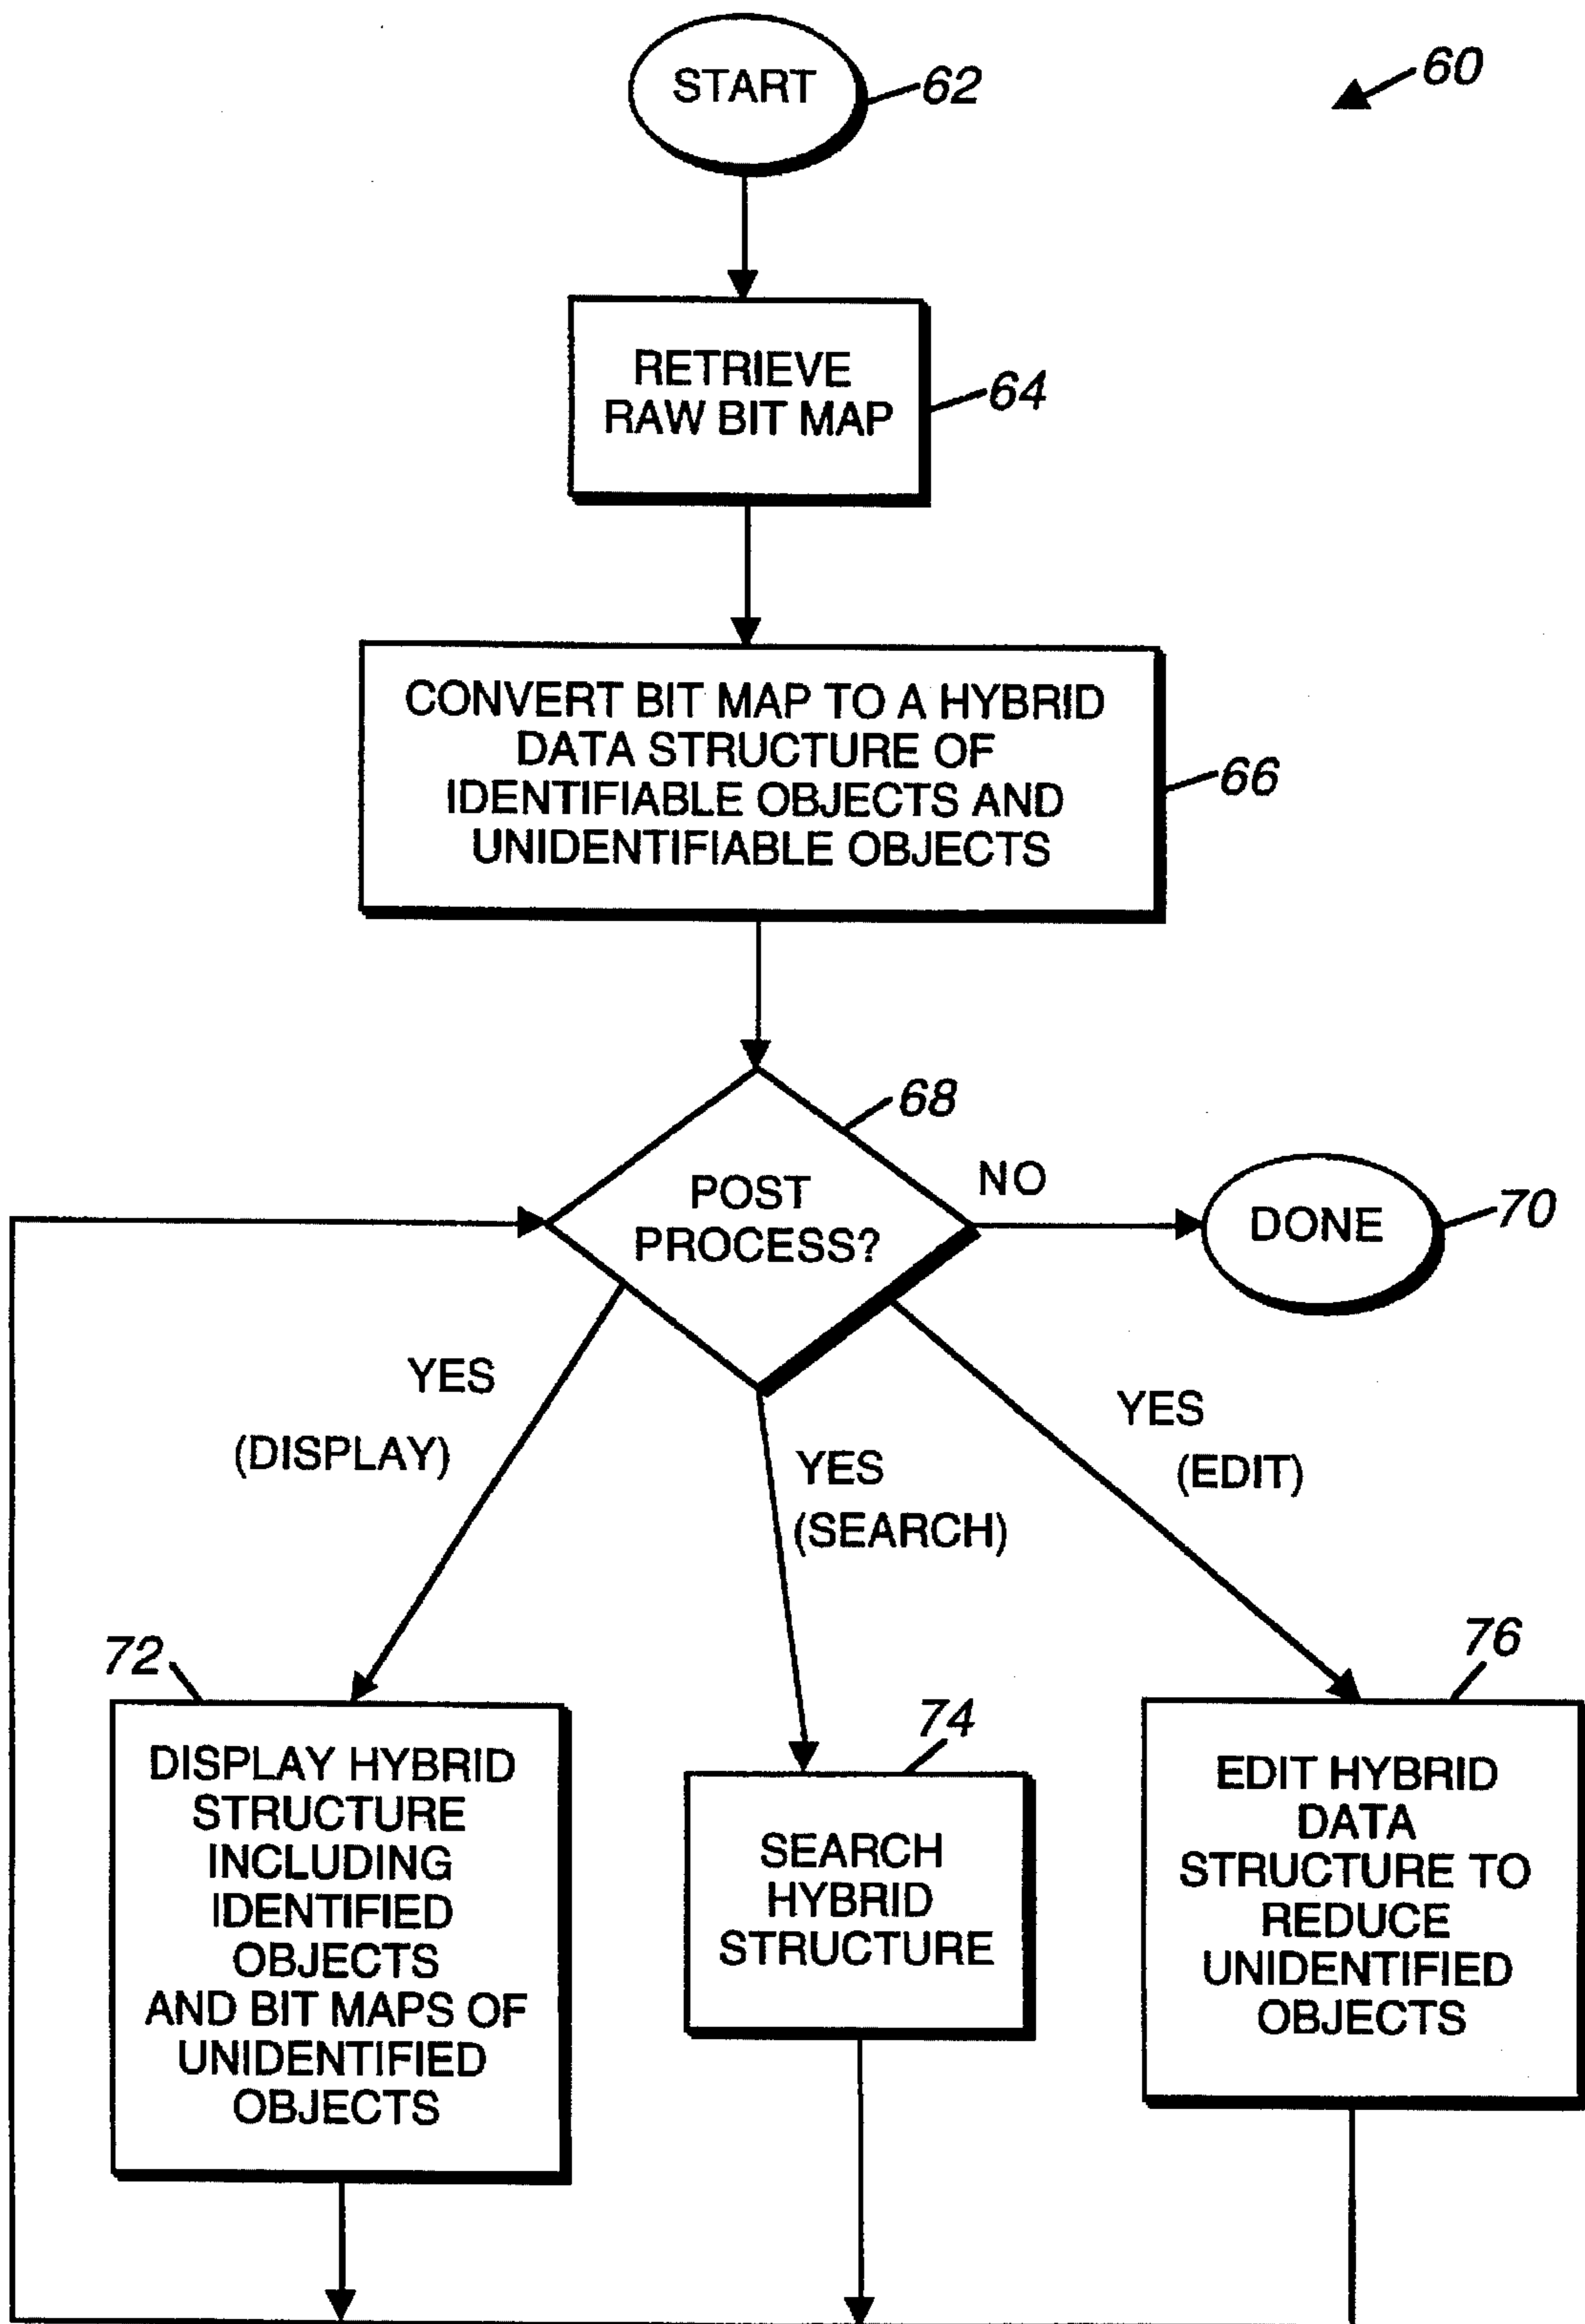 START
62
60
RETRIEVE
RAW BIT MAP
64
CONVERT BIT MAP TO A HYBRID
DATA STRUCTURE OF
IDENTIFIABLE OBJECTS AND
UNIDENTIFIABLE OBJECTS
66
68
POST
PROCESS?
NO
DONE
70
YES
(DISPLAY)
YES
(SEARCH)
YES
(EDIT)
72
DISPLAY HYBRID
STRUCTURE
INCLUDING
IDENTIFIED
OBJECTS
AND BIT MAPS OF
UNIDENTIFIED
OBJECTS
74
SEARCH
HYBRID
STRUCTURE
76
EDIT HYBRID
DATA
STRUCTURE TO
REDUCE
UNIDENTIFIED
OBJECTS